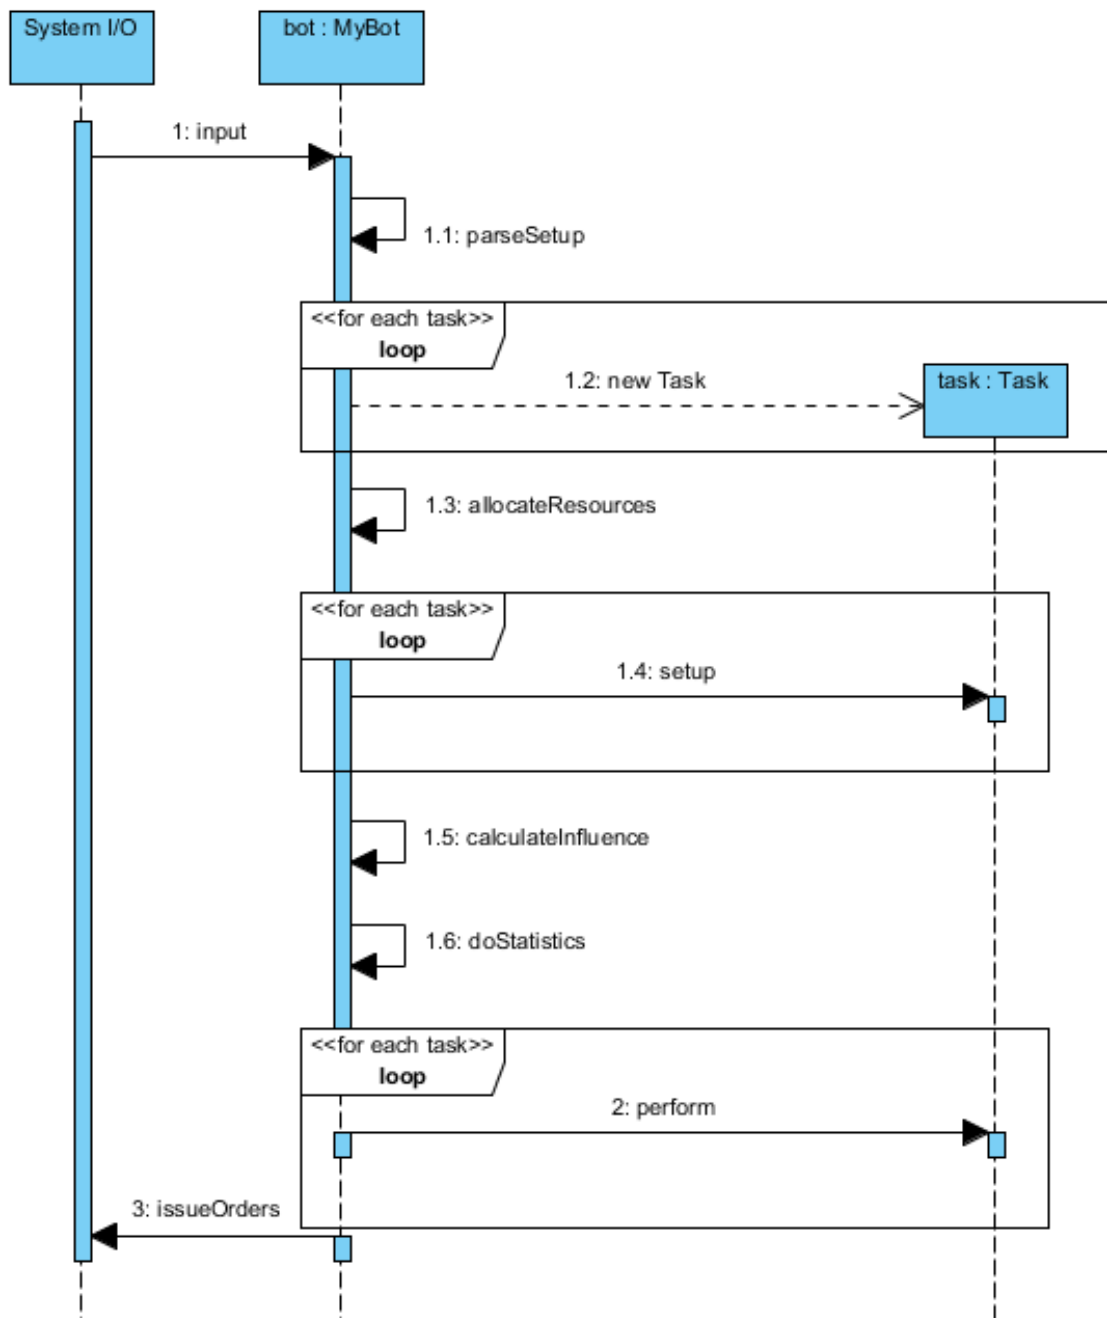 System I/O
bot : MyBot
1: input
1.1: parseSetup
<<for each task>>
loop
1.2: new Task
task : Task
1.3: allocateResources
<<for each task>>
loop
1.4: setup
1.5: calculateInfluence
1.6: doStatistics
<<for each task>>
loop
2: perform
3: issueOrders